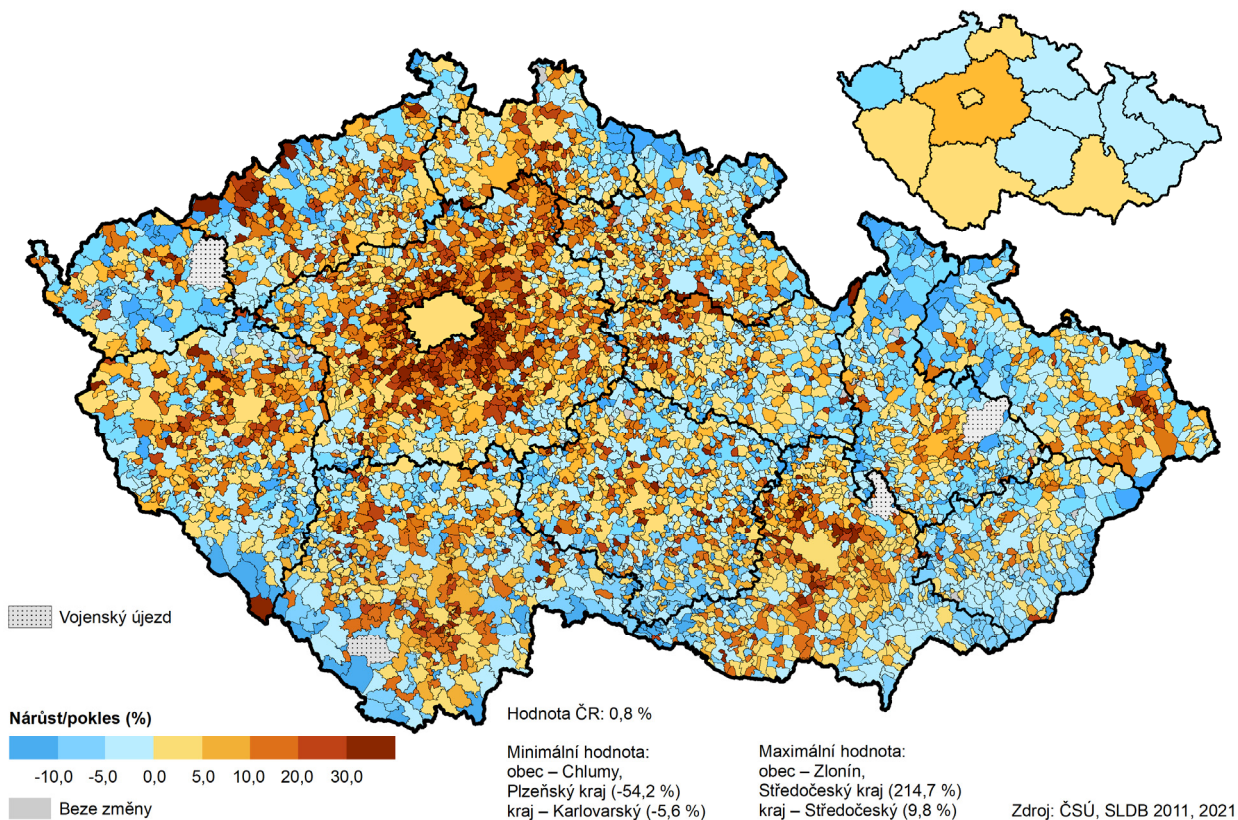 Vojenský újezd
Nárůst/pokles (%)
-10,0 -5,0 0,0 5,0 10,0 20,0 30,0
Beze změny
Hodnota ČR: 0,8 %
Minimální hodnota:
obec – Chlumy,
Plzeňský kraj (-54,2 %)
kraj – Karlovarský (-5,6 %)
Maximální hodnota:
obec – Zlonín,
Středočeský kraj (214,7 %)
kraj – Středočeský (9,8 %)
Zdroj: ČSÚ, SLDB 2011, 2021